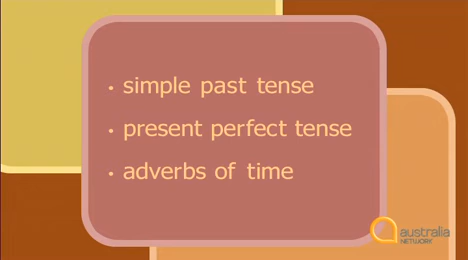 • simple past tense
• present perfect tense
• adverbs of time
australia
NETWORK